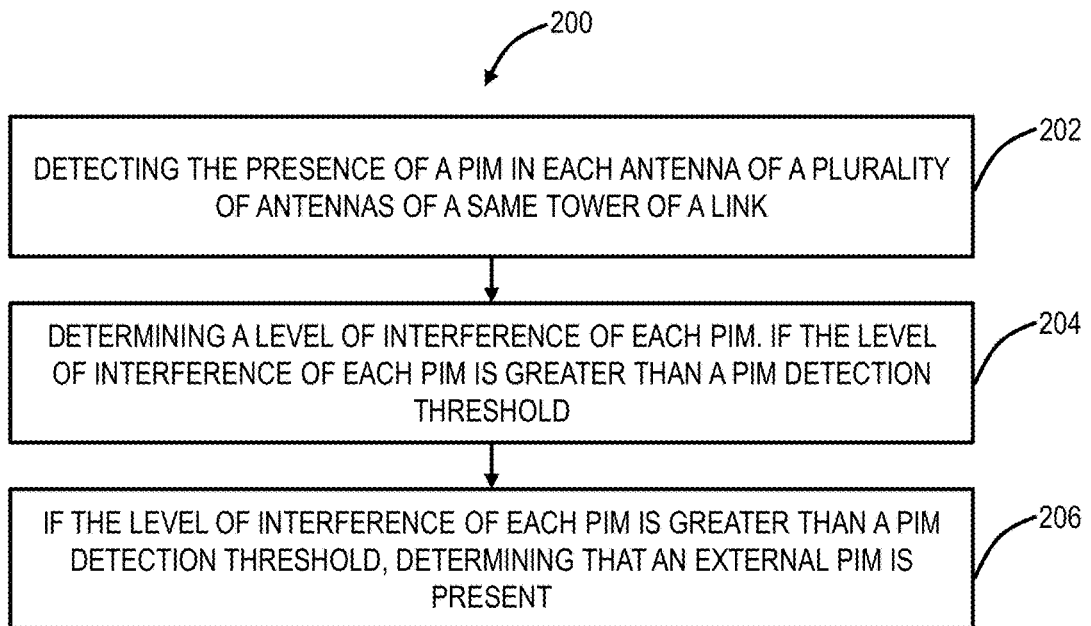 200
202
DETECTING THE PRESENCE OF A PIM IN EACH ANTENNA OF A PLURALITY
OF ANTENNAS OF A SAME TOWER OF A LINK
204
DETERMINING A LEVEL OF INTERFERENCE OF EACH PIM. IF THE LEVEL
OF INTERFERENCE OF EACH PIM IS GREATER THAN A PIM DETECTION
THRESHOLD
206
IF THE LEVEL OF INTERFERENCE OF EACH PIM IS GREATER THAN A PIM
DETECTION THRESHOLD, DETERMINING THAT AN EXTERNAL PIM IS
PRESENT